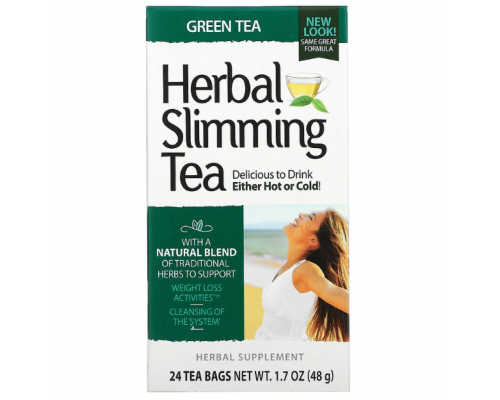 GREEN TEA
NEW
LOOK!
SAME GREAT
FORMULA
Herbal
Slimming
Tea
Delicious to Drink
Either Hot or Cold!
WITH A
NATURAL BLEND
OF TRADITIONAL
HERBS TO SUPPORT
WEIGHT LOSS
ACTIVITIES
CLEANSING OF
THE SYSTEM
HERBAL SUPPLEMENT
24 TEA BAGS NET WT. 1.7 OZ (48 g)